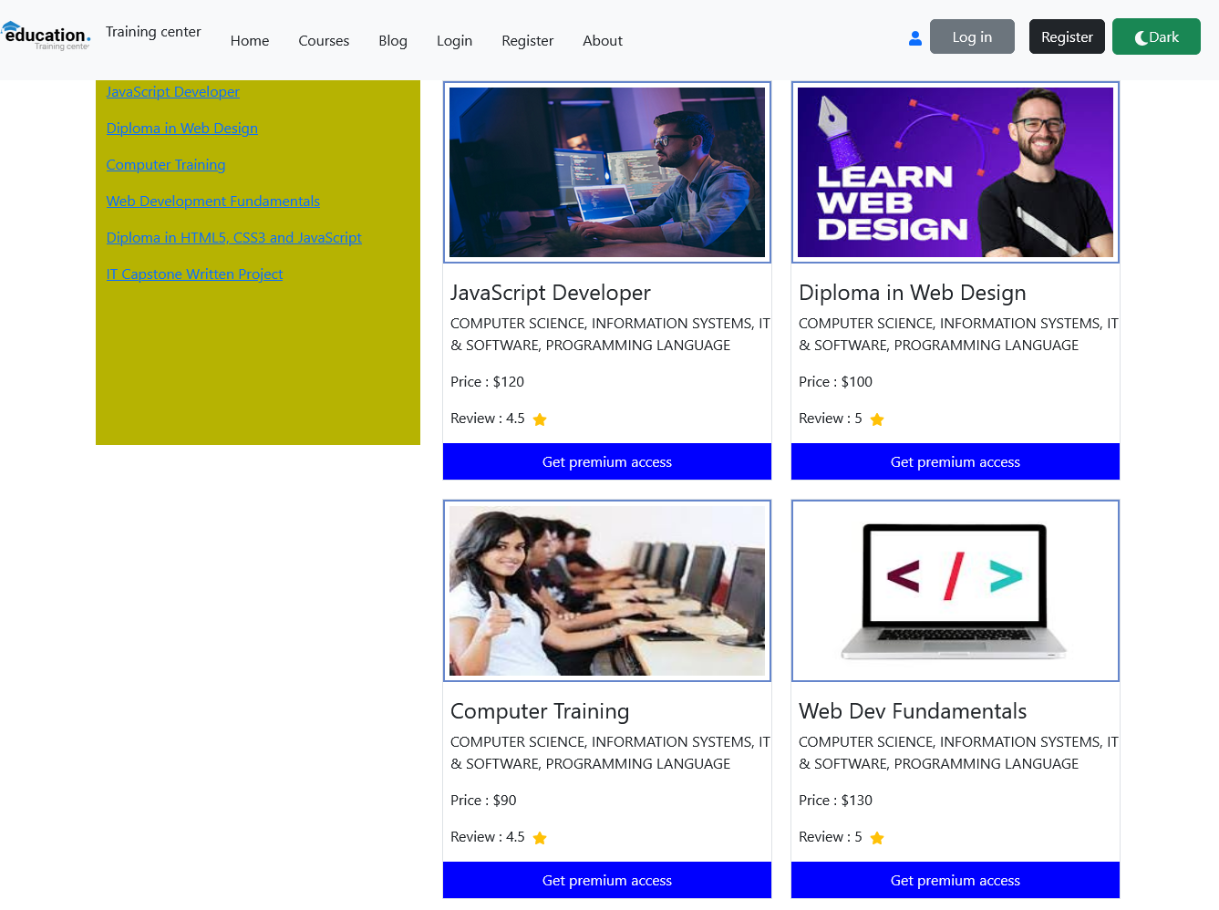 education.
Training center
Training center
Home
Courses
Blog
Login
Register
About
Log in
Register
Dark
JavaScript Developer
Diploma in Web Design
Computer Training
Web Development Fundamentals
Diploma in HTML5, CSS3 and JavaScript
IT Capstone Written Project
JavaScript Developer
COMPUTER SCIENCE, INFORMATION SYSTEMS, IT
& SOFTWARE, PROGRAMMING LANGUAGE
Price : $120
Review : 4.5
Get premium access
LEARN
WEB
DESIGN
Diploma in Web Design
COMPUTER SCIENCE, INFORMATION SYSTEMS, IT
& SOFTWARE, PROGRAMMING LANGUAGE
Price : $100
Review : 5
Get premium access
Computer Training
COMPUTER SCIENCE, INFORMATION SYSTEMS, IT
& SOFTWARE, PROGRAMMING LANGUAGE
Price : $90
Review : 4.5
Get premium access
< / >
Web Dev Fundamentals
COMPUTER SCIENCE, INFORMATION SYSTEMS, IT
& SOFTWARE, PROGRAMMING LANGUAGE
Price : $130
Review : 5
Get premium access